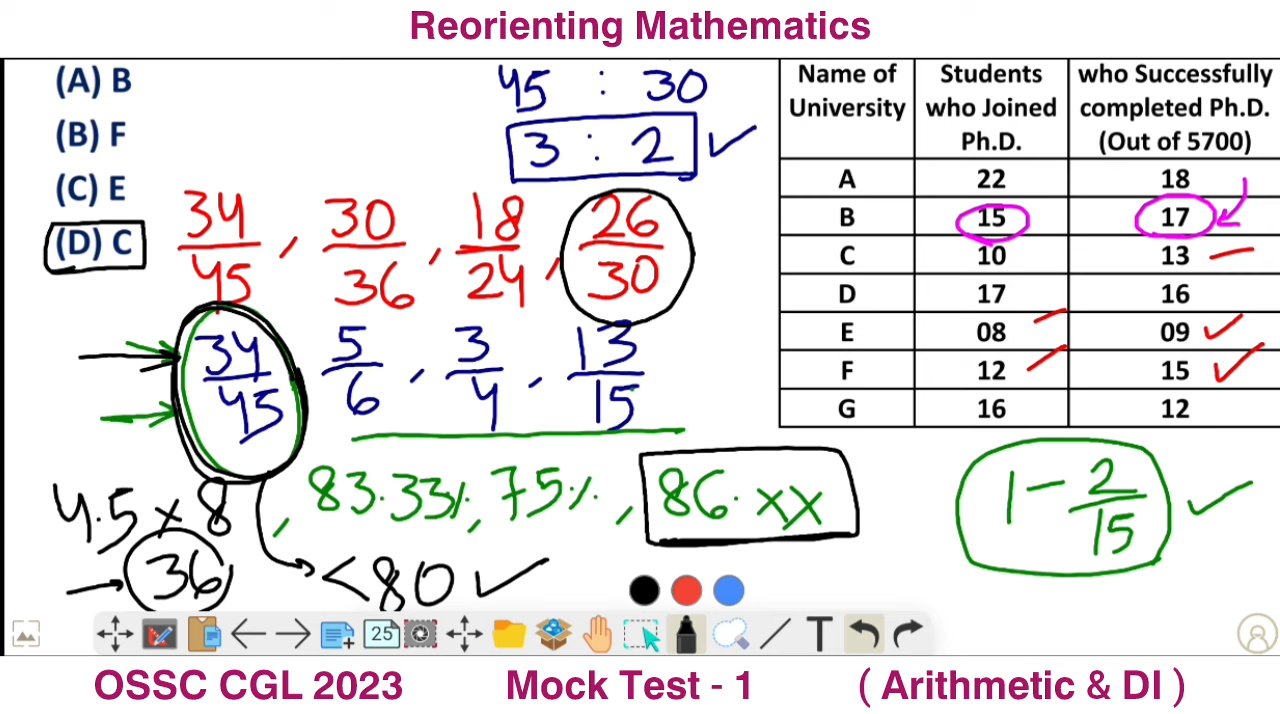 Reorienting Mathematics
(A) B
(B) F
(C) E
(D) C
45 : 30
3 : 2 ✓
34/45 , 30/36 , 18/24 , 26/30
34/45 5/6 , 3/4 , 13/15
, 83.33%, 75%, 86.xx
4.5 x 8
36
<80 ✓
Name of University | Students who Joined Ph.D. | who Successfully completed Ph.D. (Out of 5700)
A 22 18
B 15 17
C 10 13
D 17 16
E 08 09 ✓
F 12 15 ✓
G 16 12
1 - 2/15 ✓
25
T
OSSC CGL 2023 Mock Test - 1 ( Arithmetic & DI )